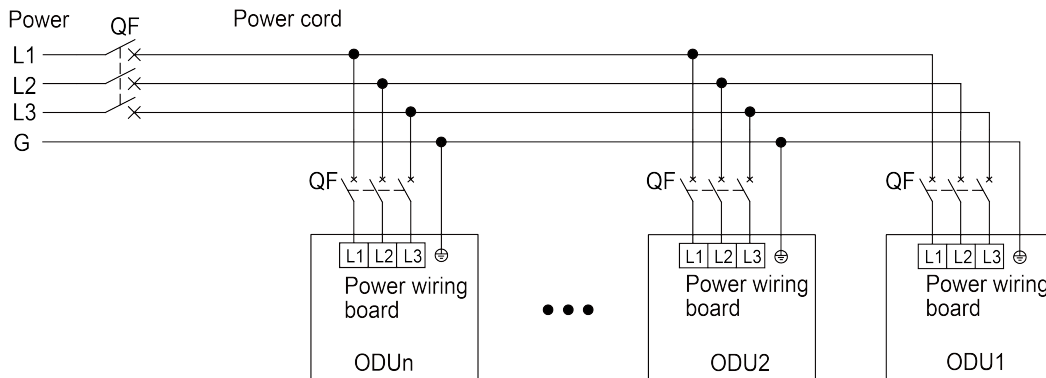 Power QF Power cord
L1
L2
L3
G
QF QF QF
L1 L2 L3 L1 L2 L3 L1 L2 L3
Power wiring board
Power wiring board
Power wiring board
ODUn ODU2 ODU1